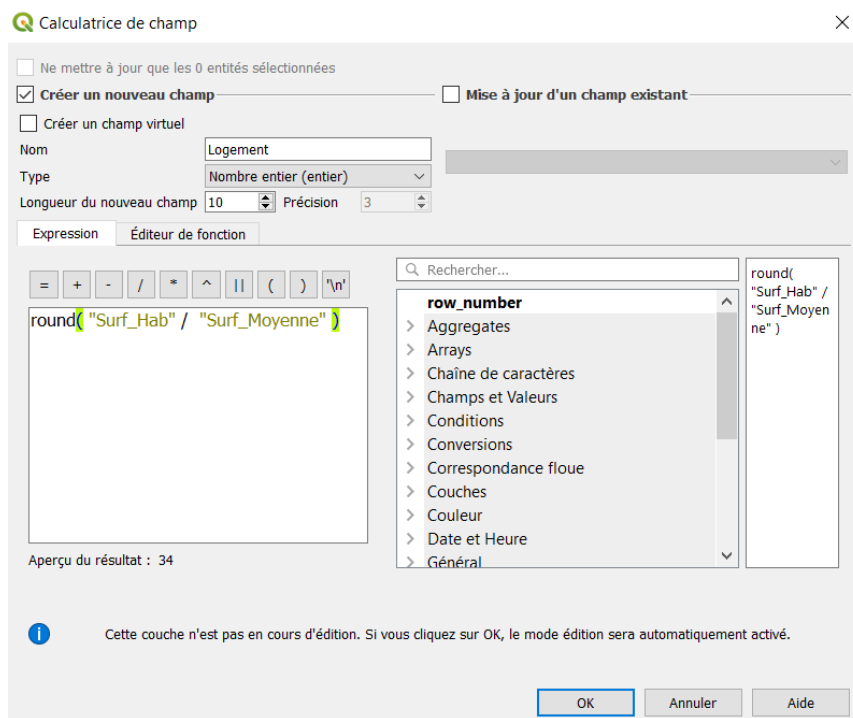 Calculatrice de champ
Ne mettre à jour que les 0 entités sélectionnées
Créer un nouveau champ
Mise à jour d'un champ existant
Créer un champ virtuel
Nom Logement
Type Nombre entier (entier)
Longueur du nouveau champ 10 Précision 3
Expression Éditeur de fonction
= + - / * ^ || ( ) '\n'
round( "Surf_Hab" / "Surf_Moyenne" )
Aperçu du résultat : 34
Rechercher...
row_number
Aggregates
Arrays
Chaîne de caractères
Champs et Valeurs
Conditions
Conversions
Correspondance floue
Couches
Couleur
Date et Heure
Général
round(
"Surf_Hab" /
"Surf_Moyen
ne" )
Cette couche n'est pas en cours d'édition. Si vous cliquez sur OK, le mode édition sera automatiquement activé.
OK Annuler Aide